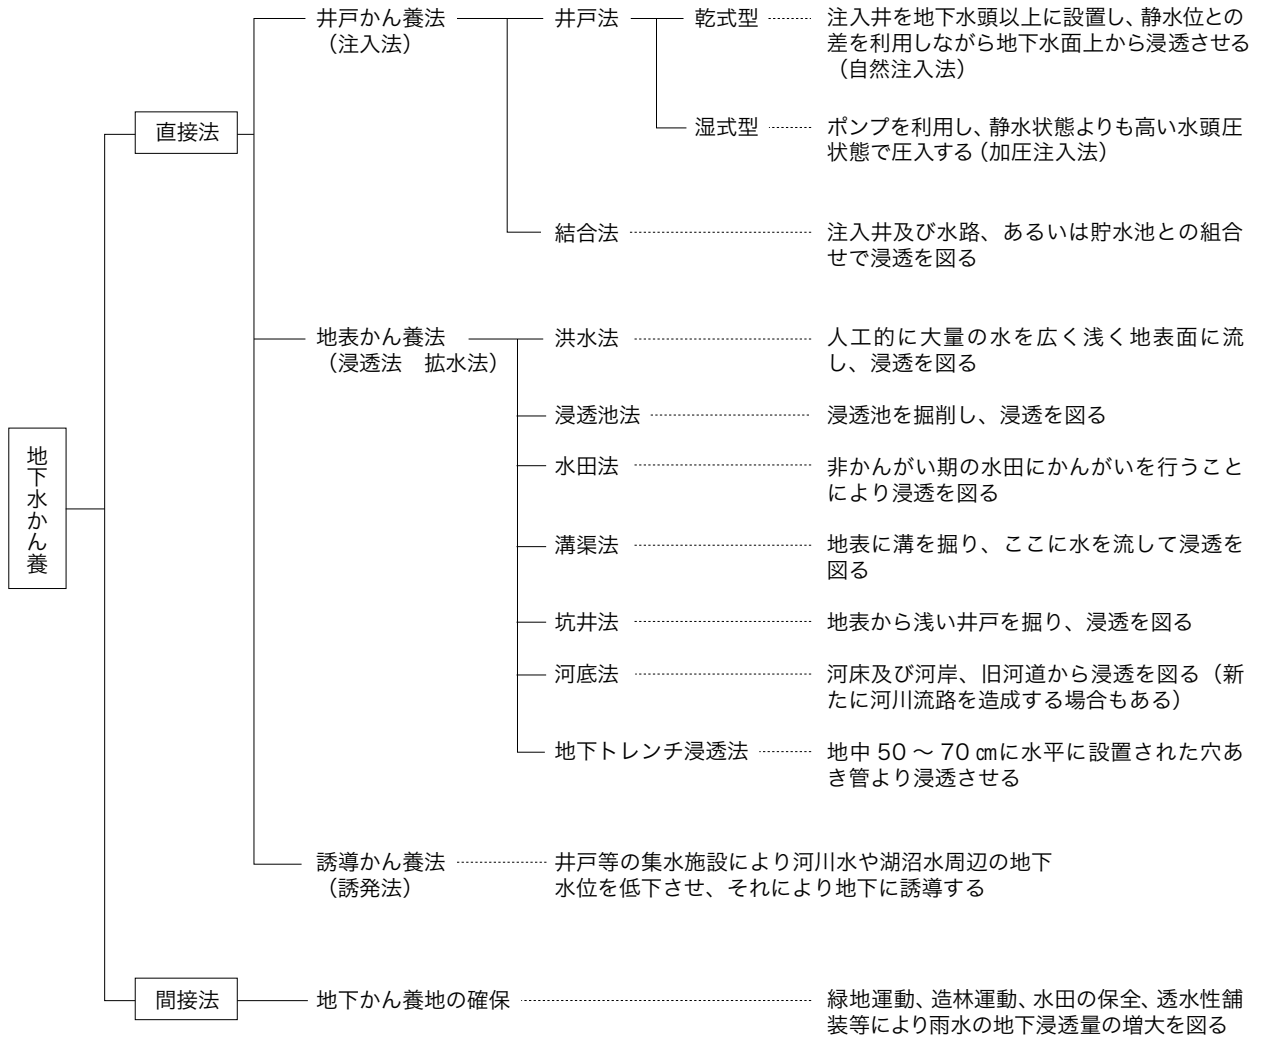 地下水かん養
直接法
井戸かん養法
（注入法）
井戸法
乾式型
注入井を地下水頭以上に設置し、静水位との
差を利用しながら地下水面上から浸透させる
（自然注入法）
湿式型
ポンプを利用し、静水状態よりも高い水頭圧
状態で圧入する（加圧注入法）
結合法
注入井及び水路、あるいは貯水池との組合
せで浸透を図る
地表かん養法
（浸透法　拡水法）
洪水法
人工的に大量の水を広く浅く地表面に流
し、浸透を図る
浸透池法
浸透池を掘削し、浸透を図る
水田法
非かんがい期の水田にかんがいを行うこと
により浸透を図る
溝渠法
地表に溝を掘り、ここに水を流して浸透を
図る
坑井法
地表から浅い井戸を掘り、浸透を図る
河底法
河床及び河岸、旧河道から浸透を図る（新
たに河川流路を造成する場合もある）
地下トレンチ浸透法
地中 50 ～ 70 ㎝に水平に設置された穴あ
き管より浸透させる
誘導かん養法
（誘発法）
井戸等の集水施設により河川水や湖沼水周辺の地下
水位を低下させ、それにより地下に誘導する
間接法
地下かん養地の確保
緑地運動、造林運動、水田の保全、透水性舗
装等により雨水の地下浸透量の増大を図る